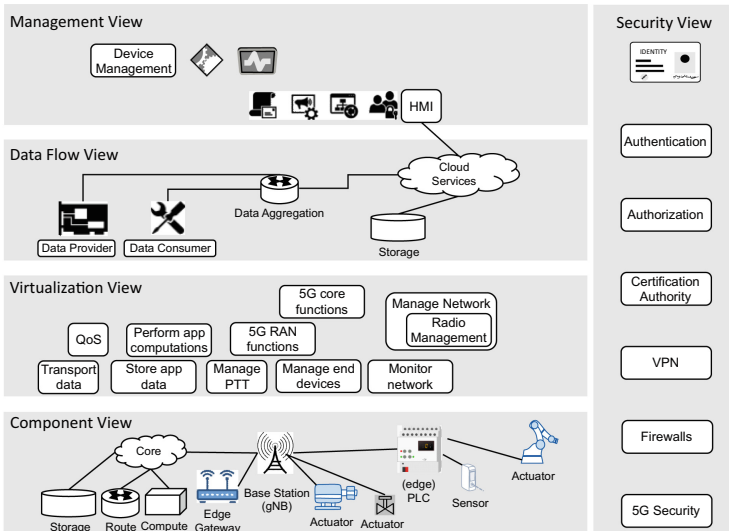 Management View
Device
Management
HMI
Data Flow View
Cloud
Services
Data Aggregation
Data Provider
Data Consumer
Storage
Virtualization View
5G core
functions
Manage Network
Radio
Management
QoS
Perform app
computations
5G RAN
functions
Transport
data
Store app
data
Manage
PTT
Manage end
devices
Monitor
network
Component View
Core
Storage
Route
Compute
Edge
Gateway
Base Station
(gNB)
Actuator
Actuator
(edge)
PLC
Sensor
Actuator
Security View
IDENTITY
Authentication
Authorization
Certification
Authority
VPN
Firewalls
5G Security